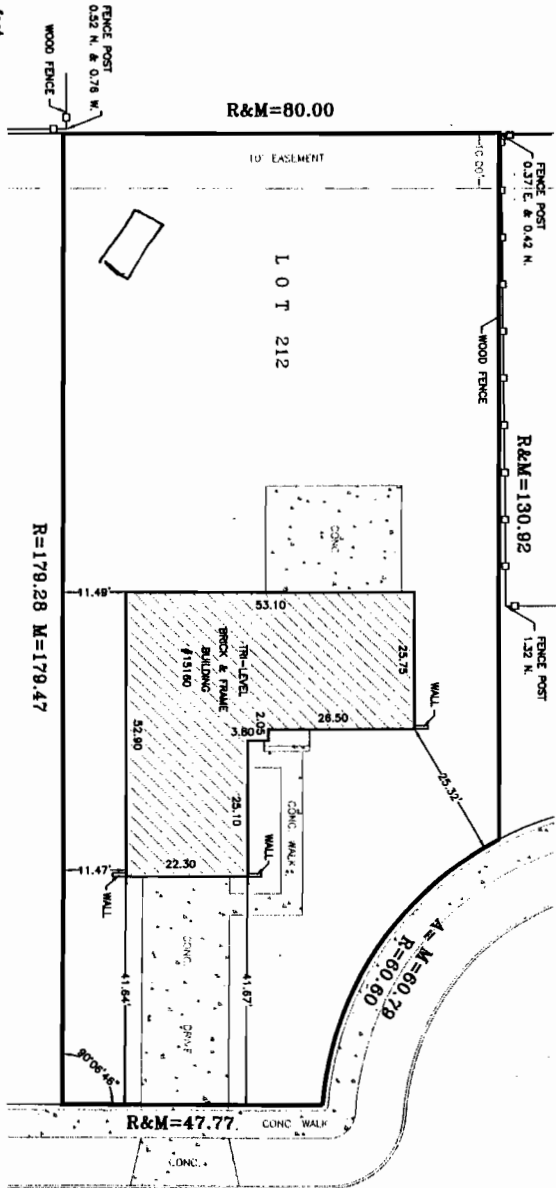 FENCE POST
0.52 N. & 0.76 W.
WOOD FENCE
R&M=80.00
10' EASEMENT
10.00'
FENCE POST
0.37' E. & 0.42 N.
WOOD FENCE
LOT 212
R&M=130.92
FENCE POST
1.32 N.
CONC.
11.49'
53.10
25.75
WALL
TRI-LEVEL
BRICK & FRAME
BUILDING
#15160
26.50
2.05
3.80
25.32'
52.90
25.10
CONC. WALK
22.30
WALL
11.47'
WALL
R=179.28 M=179.47
CONC.
DRIVE
41.64'
41.67'
A= M=60.79
R=60.60
90°06'46"
R&M=47.77
CONC. WALK
CONC.